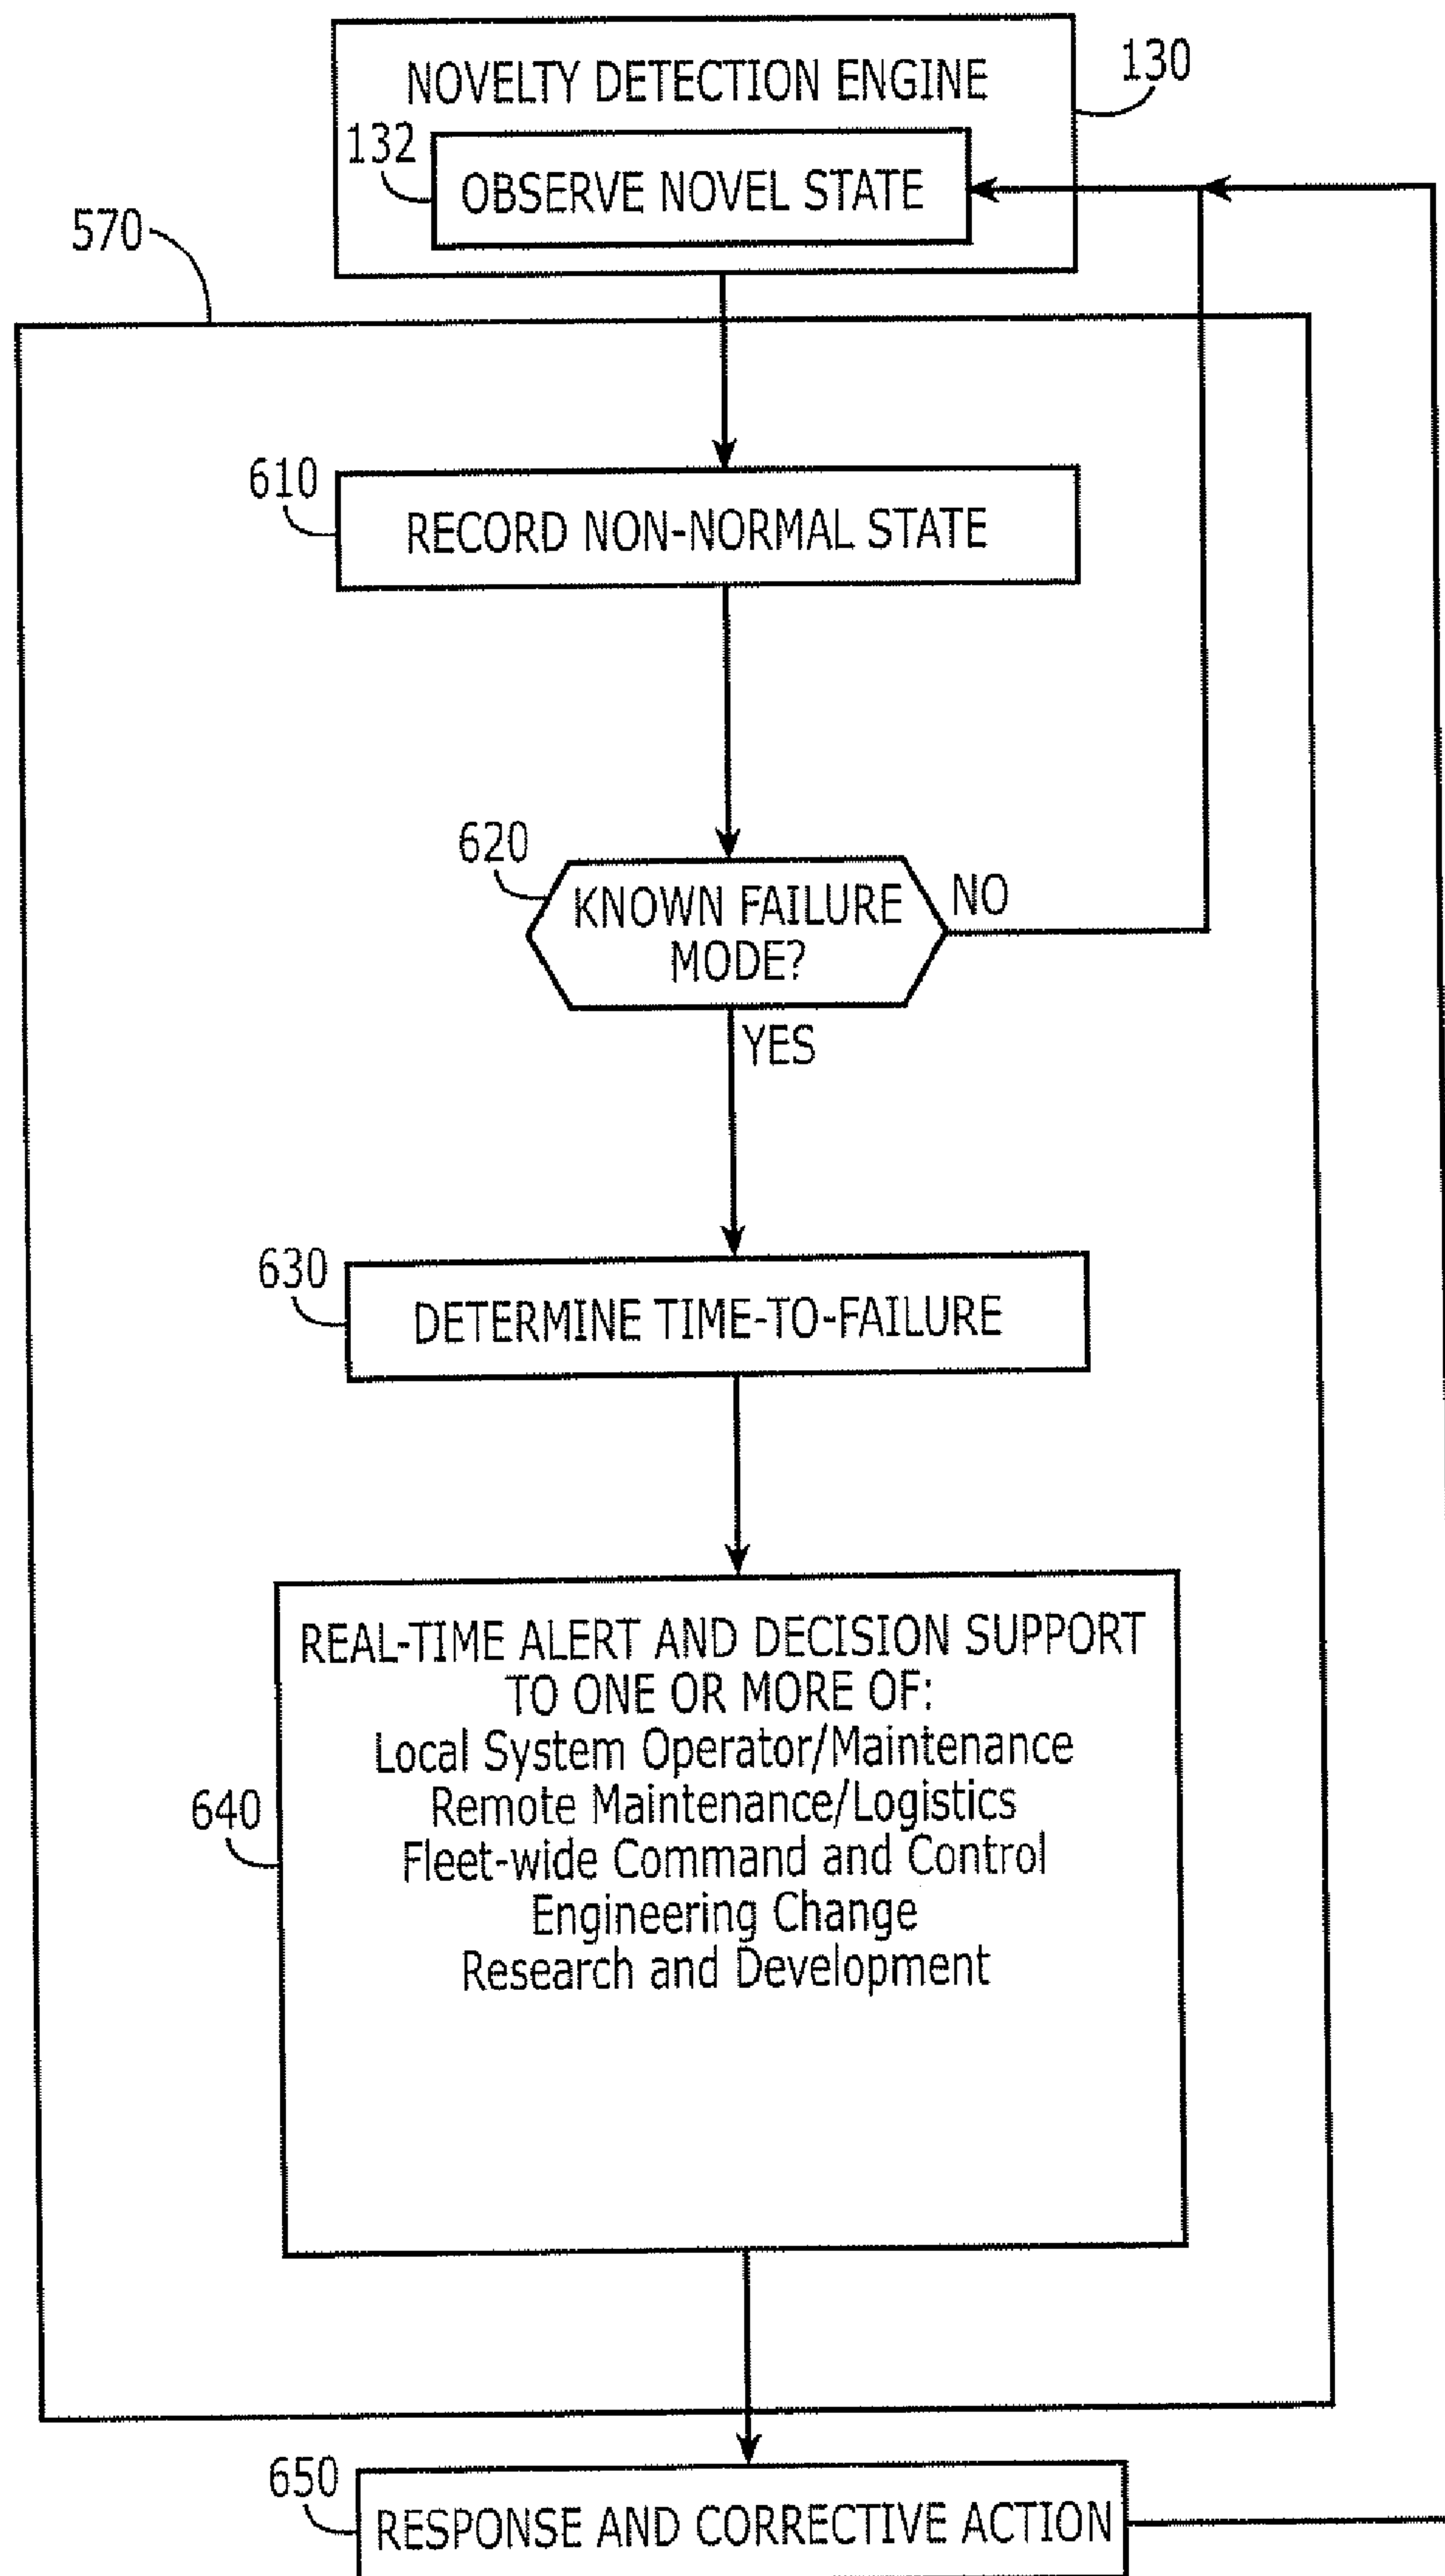 NOVELTY DETECTION ENGINE
130
132
OBSERVE NOVEL STATE
570
610
RECORD NON-NORMAL STATE
620
KNOWN FAILURE
MODE?
NO
YES
630
DETERMINE TIME-TO-FAILURE
REAL-TIME ALERT AND DECISION SUPPORT
TO ONE OR MORE OF:
Local System Operator/Maintenance
Remote Maintenance/Logistics
640
Fleet-wide Command and Control
Engineering Change
Research and Development
650
RESPONSE AND CORRECTIVE ACTION